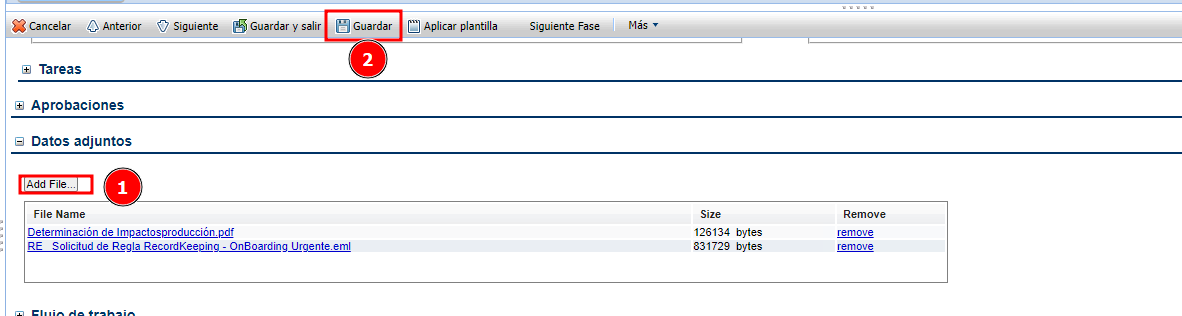 Cancelar Anterior Siguiente Guardar y salir Guardar Aplicar plantilla Siguiente Fase Más
2
Tareas
Aprobaciones
Datos adjuntos
Add File... 1
File Name Size Remove
Determinación de Impactosproducción.pdf 126134 bytes remove
RE_ Solicitud de Regla RecordKeeping - OnBoarding Urgente.eml 831729 bytes remove
Flujo de trabajo